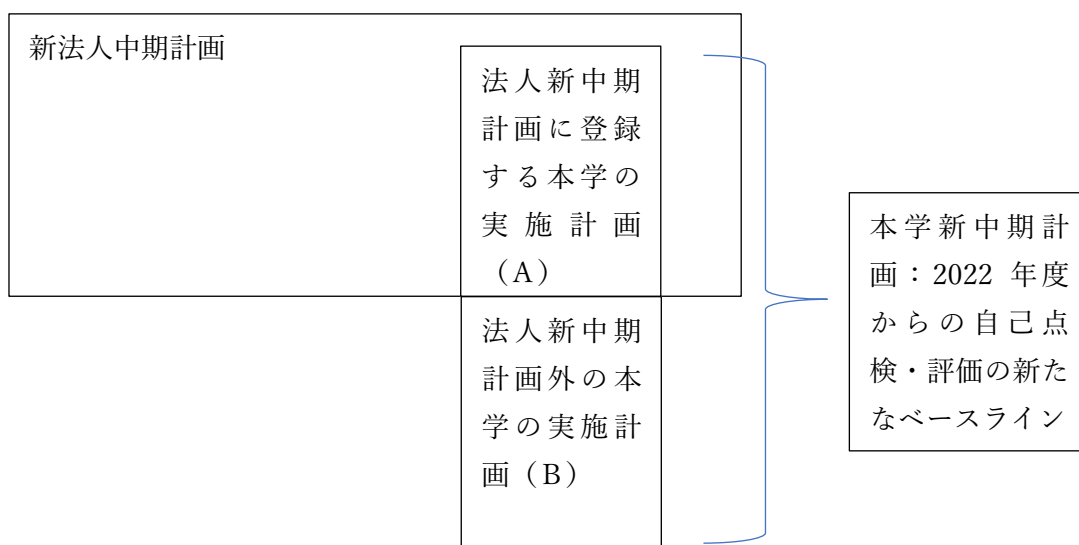 新法人中期計画
法人新中期
計画に登録
する本学の
実施計画
（A）
法人新中期
計画外の本
学の実施計
画（B）
本学新中期計
画：2022 年度
からの自己点
検・評価の新た
なベースライン